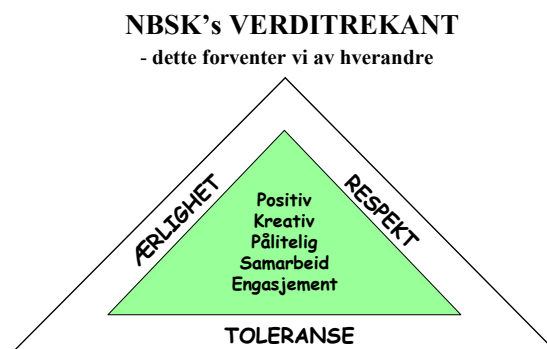 NBSK’s VERDITREKANT
- dette forventer vi av hverandre
ÆRLIGHET
RESPEKT
Positiv
Kreativ
Pålitelig
Samarbeid
Engasjement
TOLERANSE